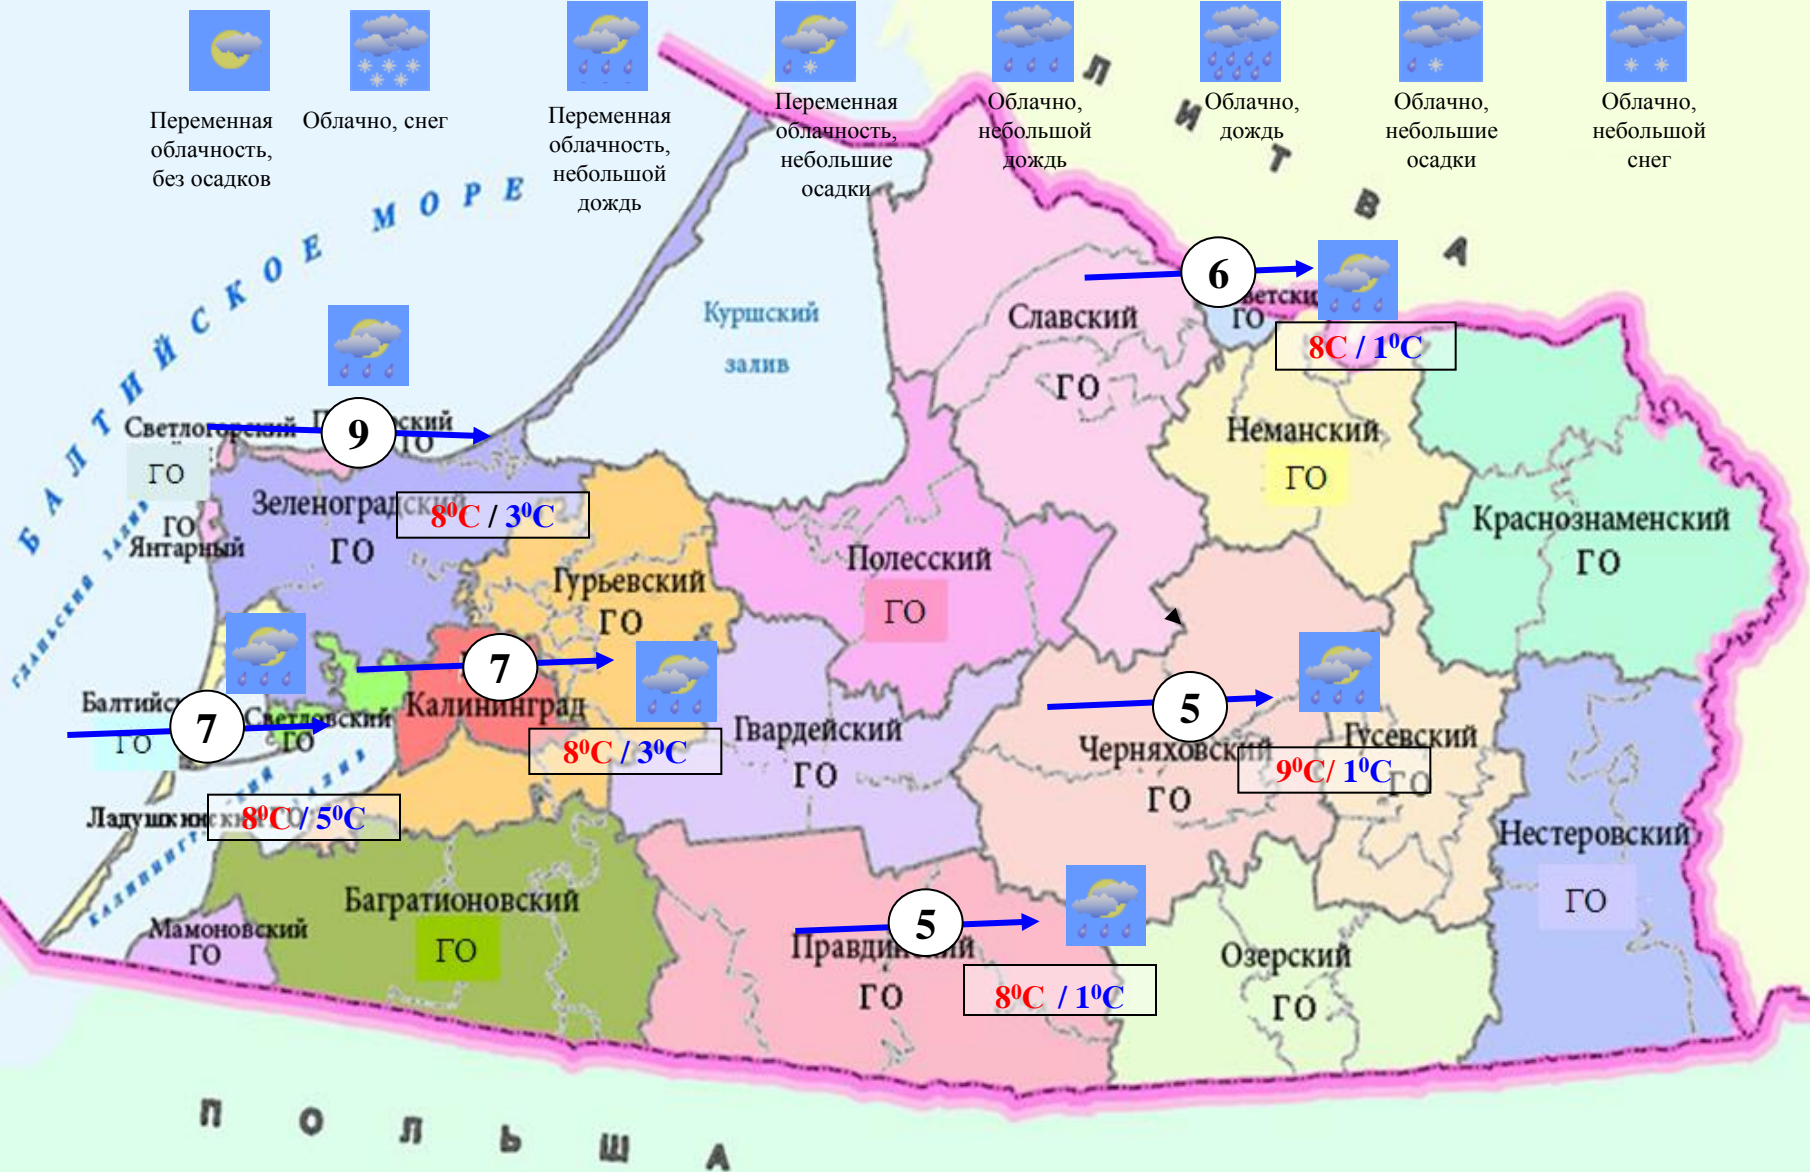 Переменная
облачность,
без осадков
Облачно, снег
Переменная
облачность,
небольшой
дождь
Переменная
облачность,
небольшие
осадки
Облачно,
небольшой
дождь
Облачно,
дождь
Облачно,
небольшие
осадки
Облачно,
небольшой
снег
БАЛТИЙСКОЕ МОРЕ
ЛИТВА
Куршский
залив
Славский
ГО
6
ГО
8С / 1⁰С
Неманский
ГО
Краснознаменский
ГО
Светлогорский
ГО
9
ГО
Зеленоградский
ГО
8⁰С / 3⁰С
ГО
Янтарный
Гурьевский
ГО
Полесский
ГО
7
Калининград
8⁰С / 3⁰С
7
ГО
Светловский
ГО
8⁰С / 5⁰С
Гвардейский
ГО
5
Черняховский
ГО
Гусевский
ГО
9⁰С/ 1⁰С
Нестеровский
ГО
Багратионовский
ГО
Мамоновский
ГО
5
Правдинский
ГО
8⁰С / 1⁰С
Озерский
ГО
ПОЛЬША